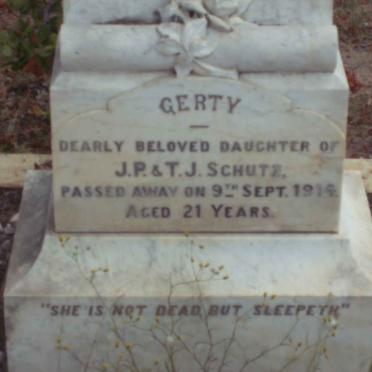 GERTY
DEARLY BELOVED DAUGHTER OF
J.P. & T.J. SCHUTZ,
PASSED AWAY ON 9TH SEPT. 1914.
AGED 21 YEARS.
"SHE IS NOT DEAD, BUT SLEEPETH"